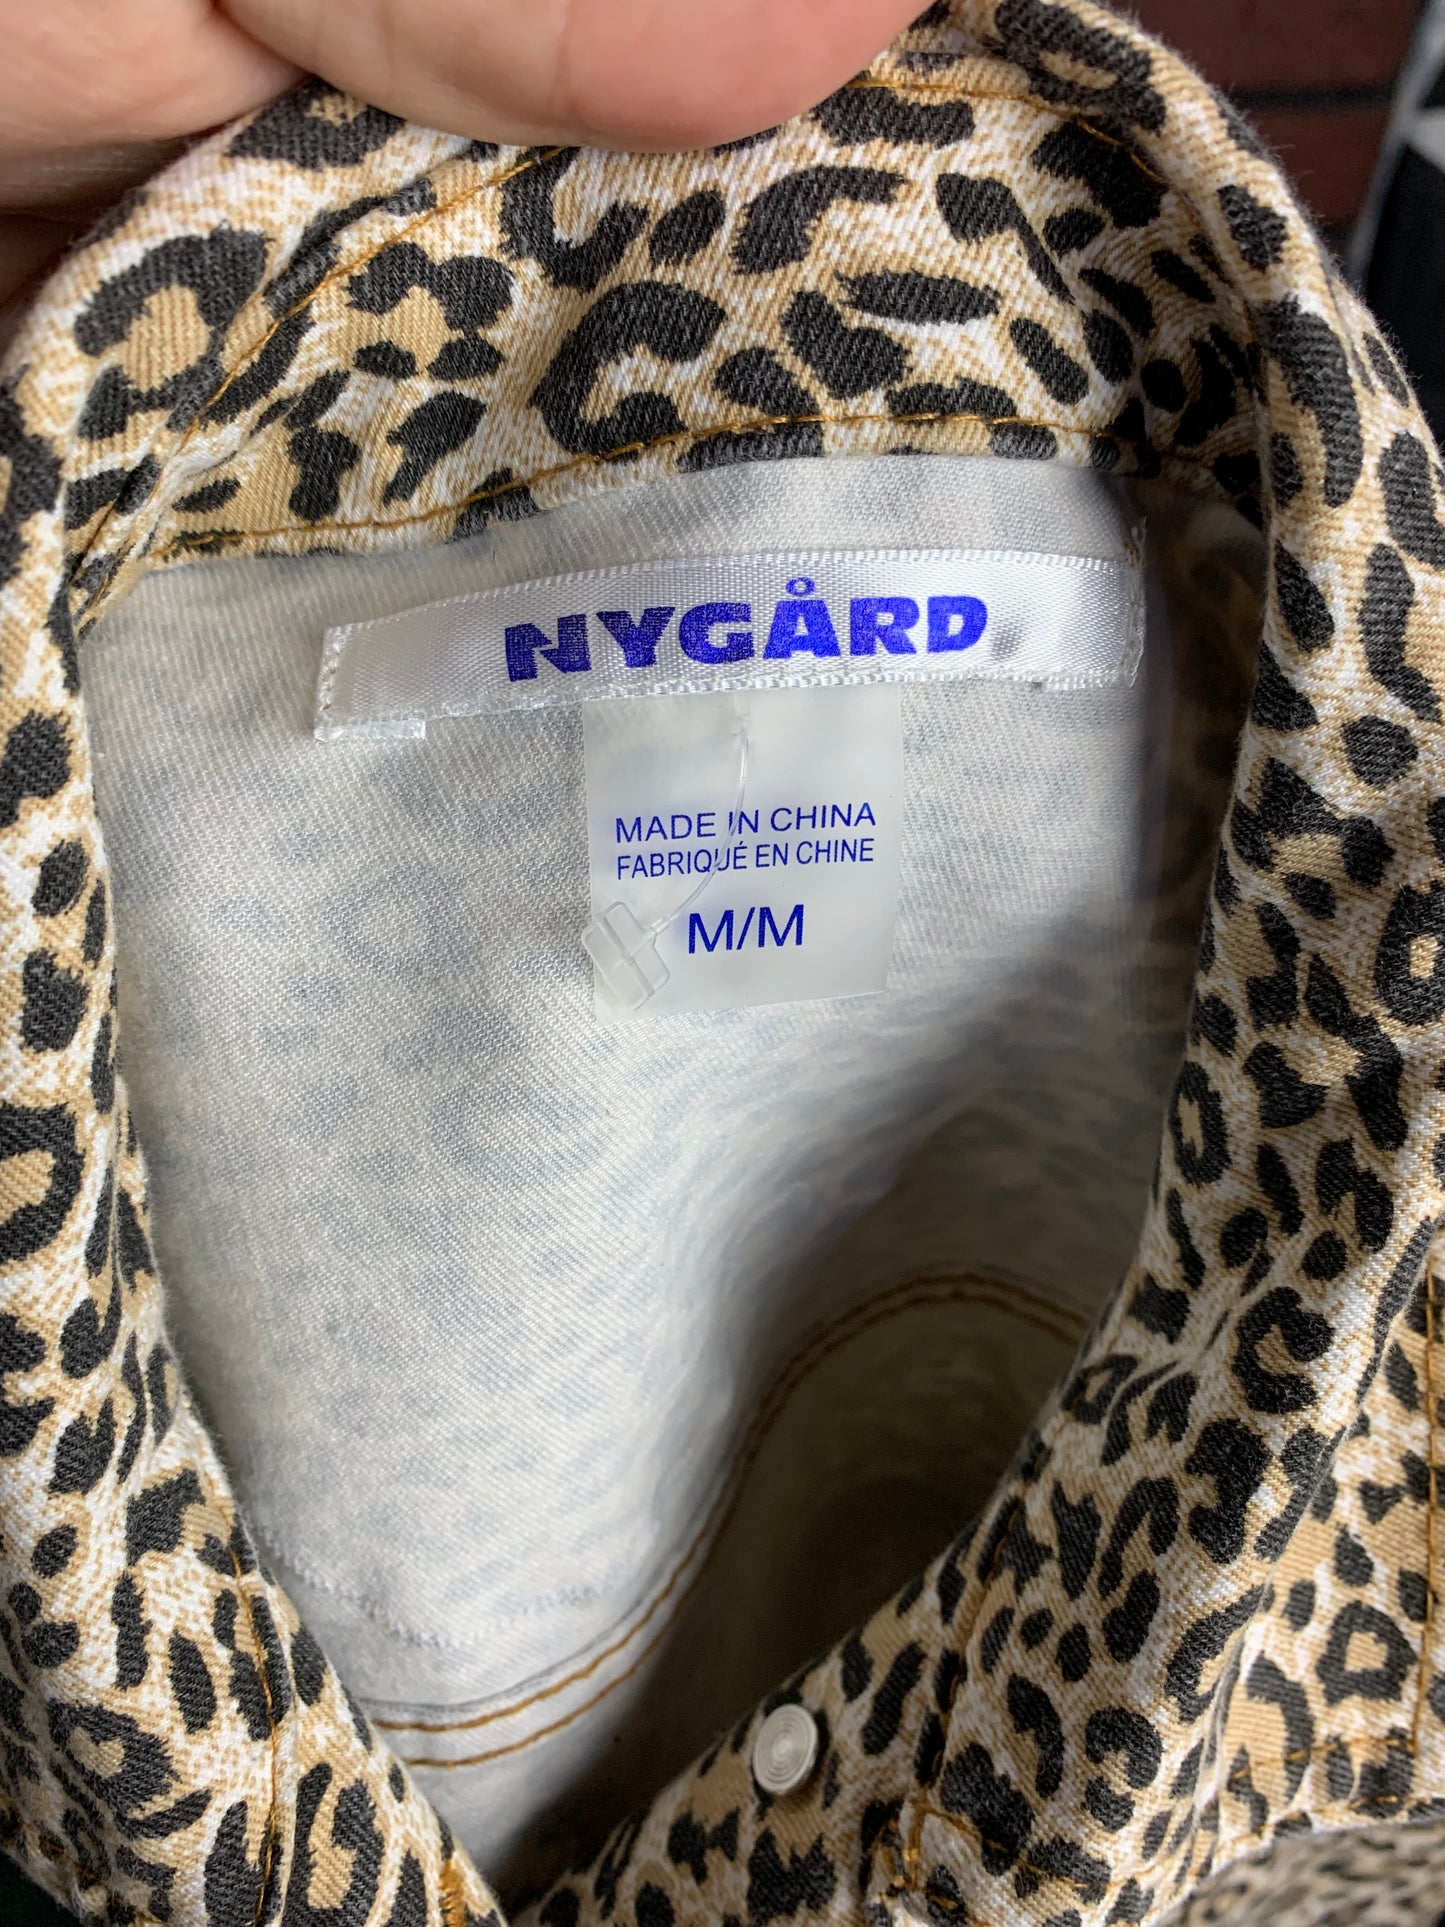 NYGÅRD
MADE IN CHINA
FABRIQUÉ EN CHINE
M/M